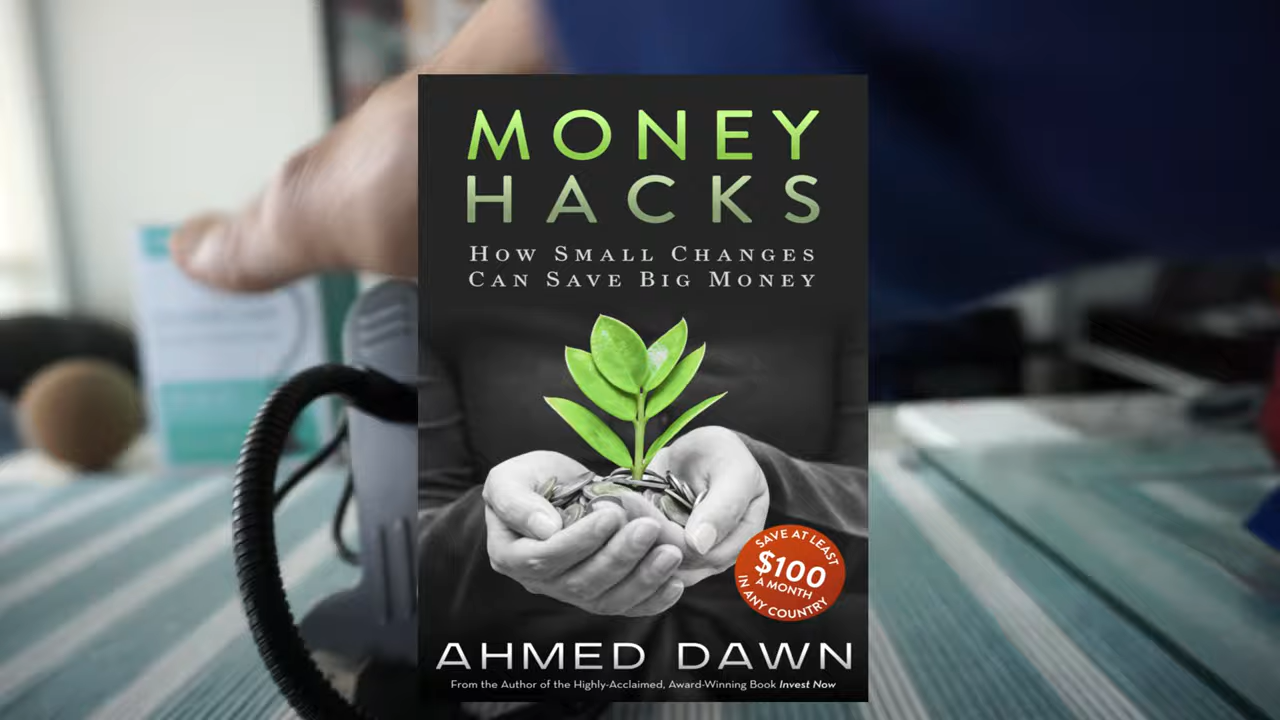 MONEY
HACKS
How Small Changes
Can Save Big Money
SAVE AT LEAST
$100
A MONTH
IN ANY COUNTRY
AHMED DAWN
From the Author of the Highly-Acclaimed, Award-Winning Book Invest Now